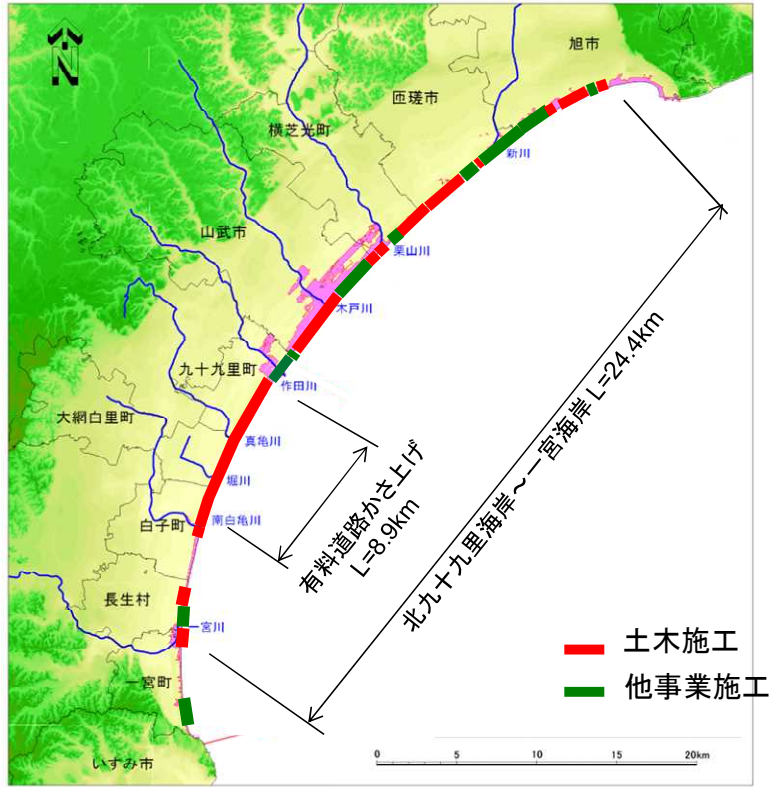 N
旭市
匝瑳市
横芝光町
新川
山武市
栗山川
木戸川
九十九里町
作田川
大網白里町
真亀川
堀川
白子町
南白亀川
長生村
一宮川
一宮町
いすみ市
有料道路かさ上げ
L=8.9km
北九十九里海岸～一宮海岸 L=24.4km
土木施工
他事業施工
0 5 10 15 20km